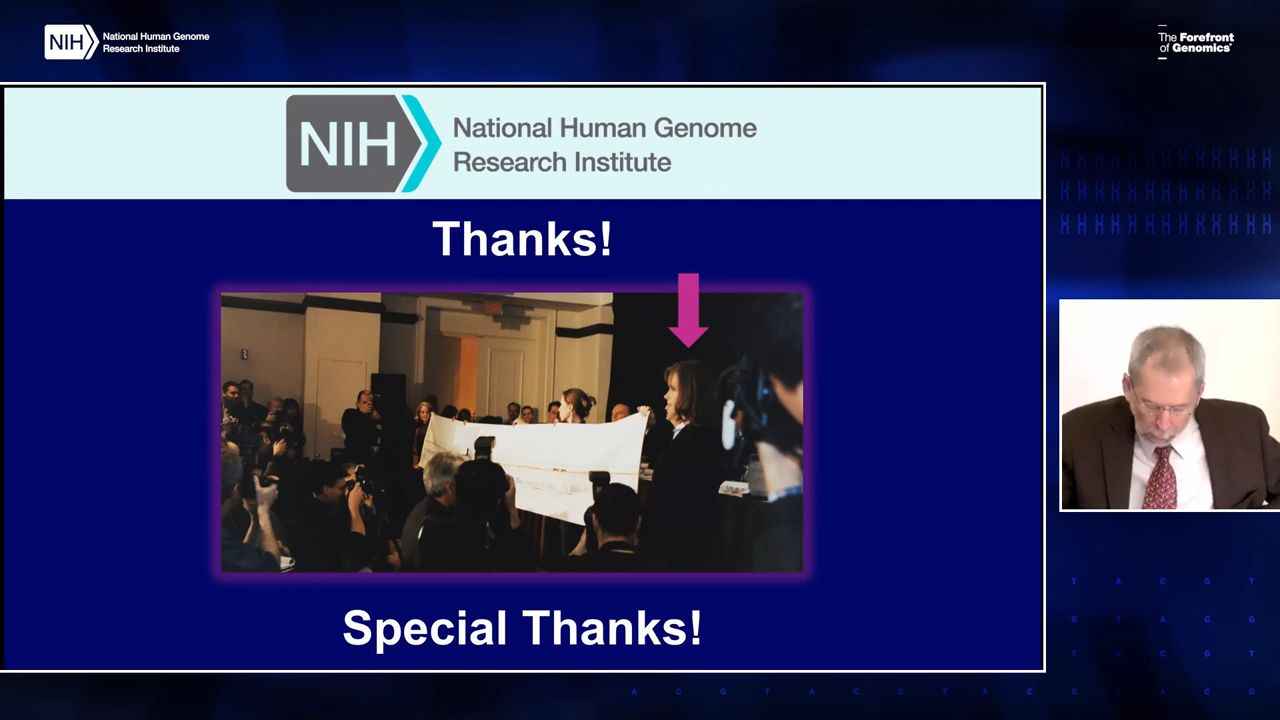 NIH
National Human Genome
Research Institute
The Forefront
of Genomics®
NIH
National Human Genome
Research Institute
Thanks!
Special Thanks!
T A C G T
G T A C G
T A C G T
A C G T A C G T A C G T A C G